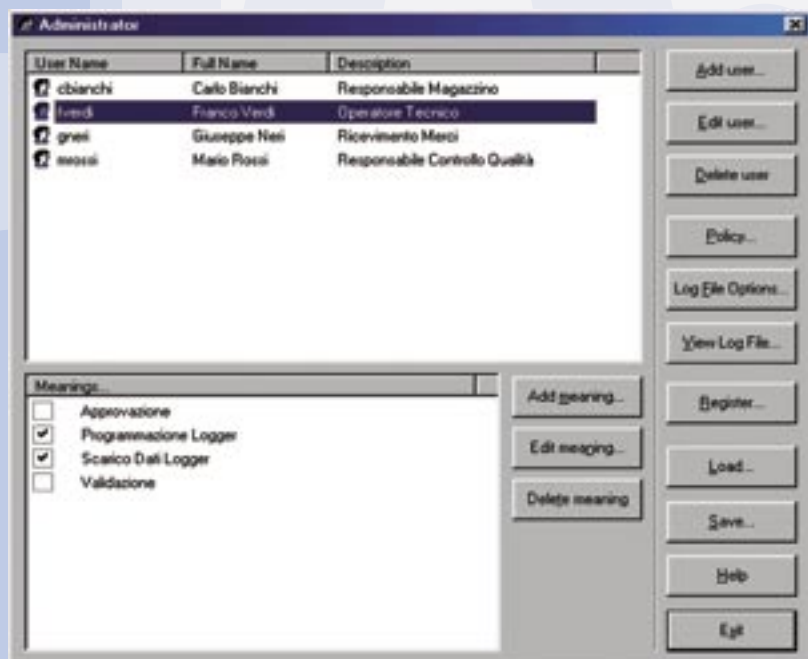 Administrator
User Name Full Name Description
cbianchi Carlo Bianchi Responsabile Magazzino
fverdi Franco Verdi Operatore Tecnico
gneri Giuseppe Neri Ricevimento Merci
mrossi Mario Rossi Responsabile Controllo Qualità
Meanings...
Approvazione
Programmazione Logger
Scarico Dati Logger
Validazione
Add meaning...
Edit meaning...
Delete meaning
Add user...
Edit user...
Delete user
Policy...
Log File Options...
View Log File...
Register...
Load...
Save...
Help
Exit